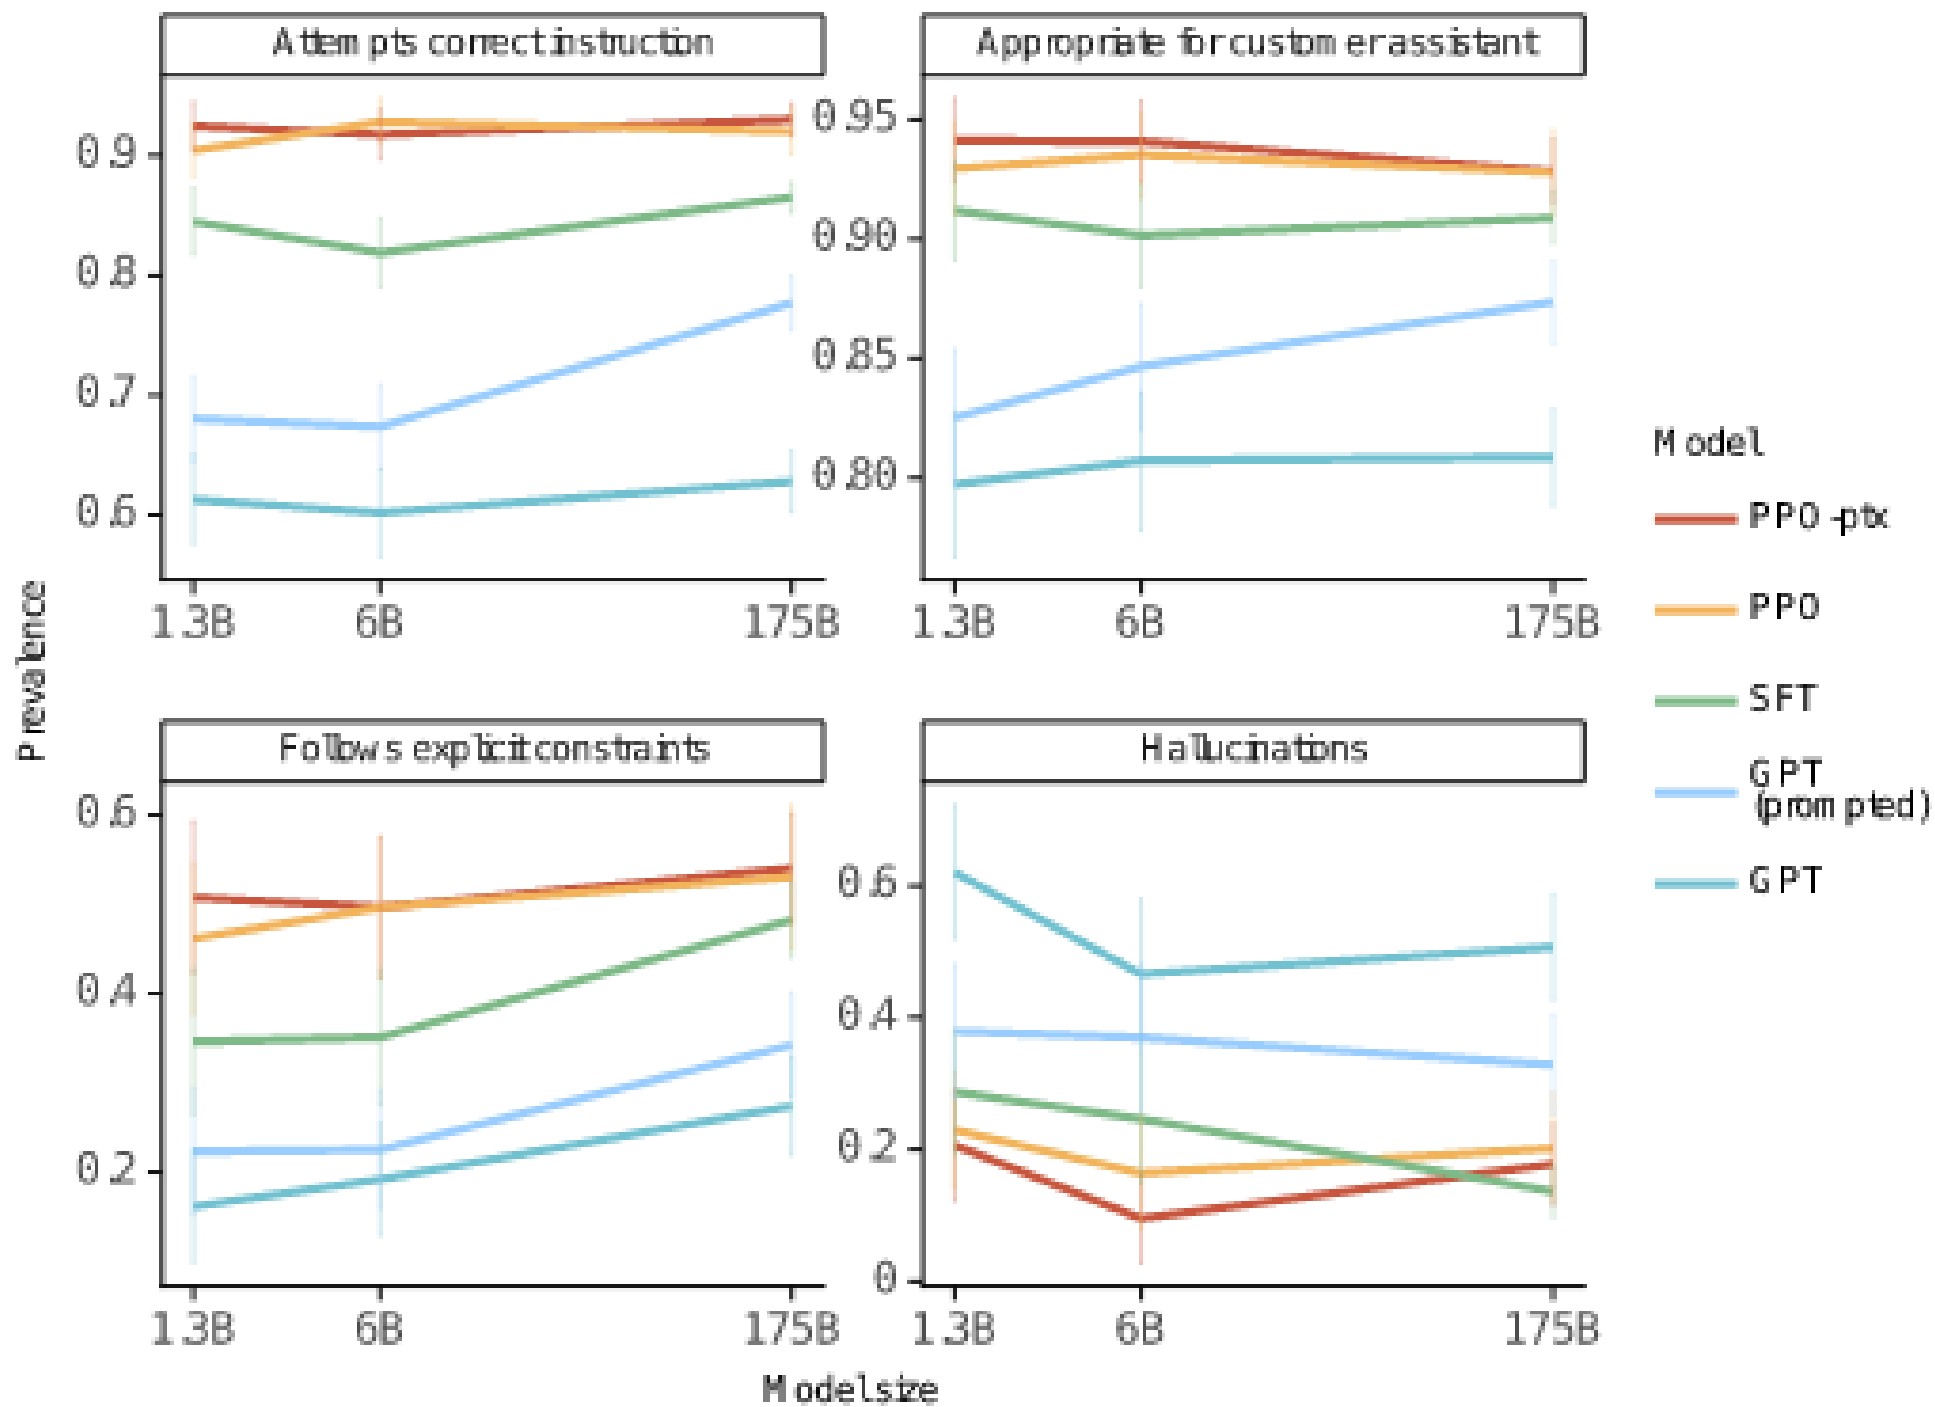 Attempts correct instruction
Appropriate for customer assistant
0.9
0.8
0.7
0.6
0.95
0.90
0.85
0.80
1.3B 6B 175B
1.3B 6B 175B
Prevalence
Follows explicit constraints
Hallucinations
0.6
0.4
0.2
0.6
0.4
0.2
0
1.3B 6B 175B
1.3B 6B 175B
Model size
Model
PPO-ptx
PPO
SFT
GPT
(prompted)
GPT